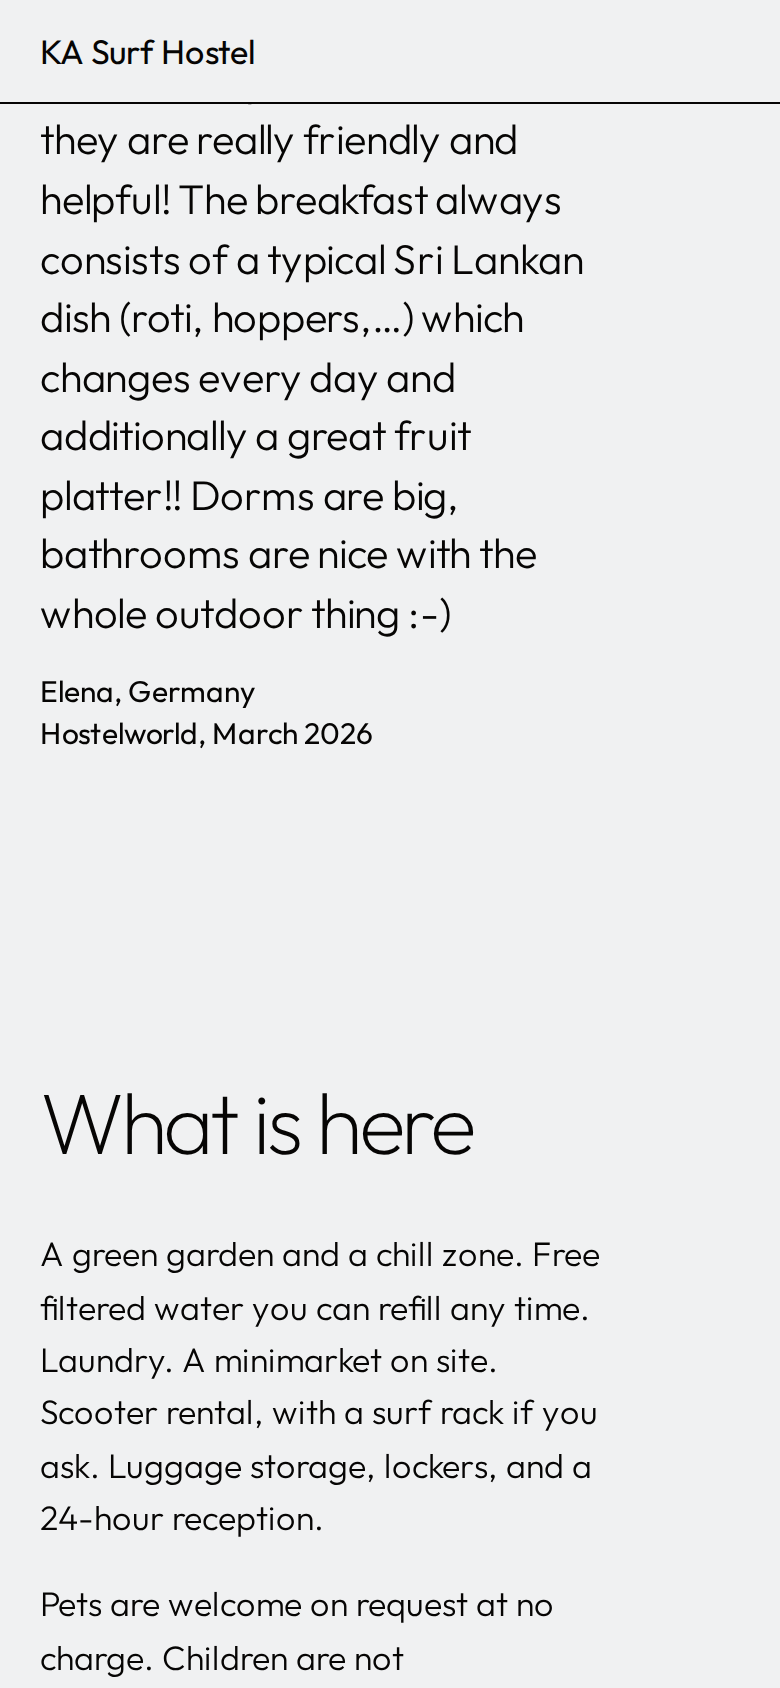 KA Surf Hostel
they are really friendly and
helpful! The breakfast always
consists of a typical Sri Lankan
dish (roti, hoppers,...) which
changes every day and
additionally a great fruit
platter!! Dorms are big,
bathrooms are nice with the
whole outdoor thing :-)
Elena, Germany
Hostelworld, March 2026
What is here
A green garden and a chill zone. Free
filtered water you can refill any time.
Laundry. A minimarket on site.
Scooter rental, with a surf rack if you
ask. Luggage storage, lockers, and a
24-hour reception.
Pets are welcome on request at no
charge. Children are not